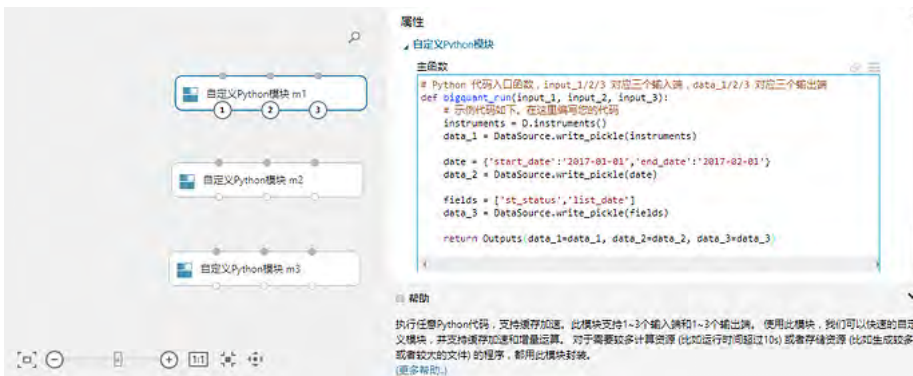 属性
自定义Python模块
主函数
# Python 代码入口函数，input_1/2/3 对应三个输入端，data_1/2/3 对应三个输出端
def bigquant_run(input_1, input_2, input_3):
# 示例代码如下。在这里编写您的代码
instruments = D.instruments()
data_1 = DataSource.write_pickle(instruments)
date = {'start_date':'2017-01-01','end_date':'2017-02-01'}
data_2 = DataSource.write_pickle(date)
fields = ['st_status','list_date']
data_3 = DataSource.write_pickle(fields)
return Outputs(data_1=data_1, data_2=data_2, data_3=data_3)
自定义Python模块 m1
1 2 3
自定义Python模块 m2
自定义Python模块 m3
1:1
帮助
执行任意Python代码，支持缓存加速。此模块支持1~3个输入端和1~3个输出端。 使用此模块，我们可以快速的自定
义模块，并支持缓存加速和增量运算。 对于需要较多计算资源 (比如运行时间超过10s) 或者存储资源 (比如生成较多
或者较大的文件) 的程序，都用此模块封装。
(更多帮助..)